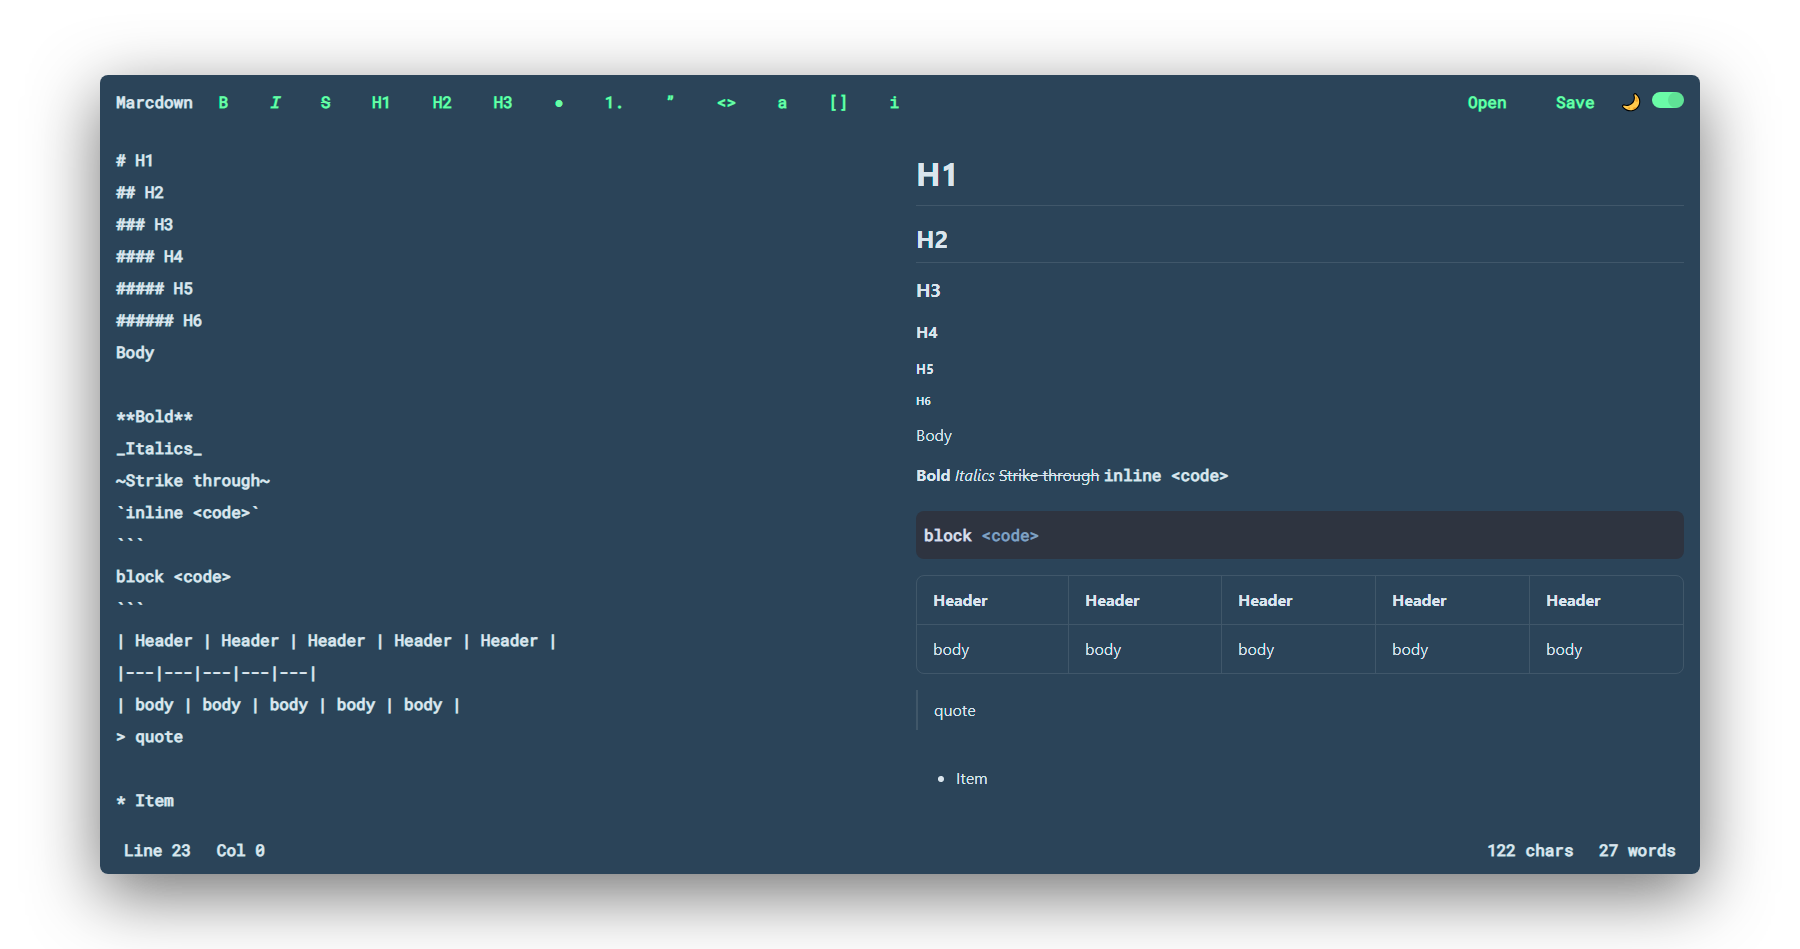 Marcdown B I S H1 H2 H3 ● 1. " <> a [] i Open Save
# H1
## H2
### H3
#### H4
##### H5
###### H6
Body
**Bold**
_Italics_
~Strike through~
`inline <code>`
```
block <code>
```
| Header | Header | Header | Header | Header |
|---|---|---|---|---|
| body | body | body | body | body |
> quote
* Item
H1
H2
H3
H4
H5
H6
Body
Bold Italics Strike through inline <code>
block <code>
Header Header Header Header Header
body body body body body
quote
• Item
Line 23 Col 0 122 chars 27 words